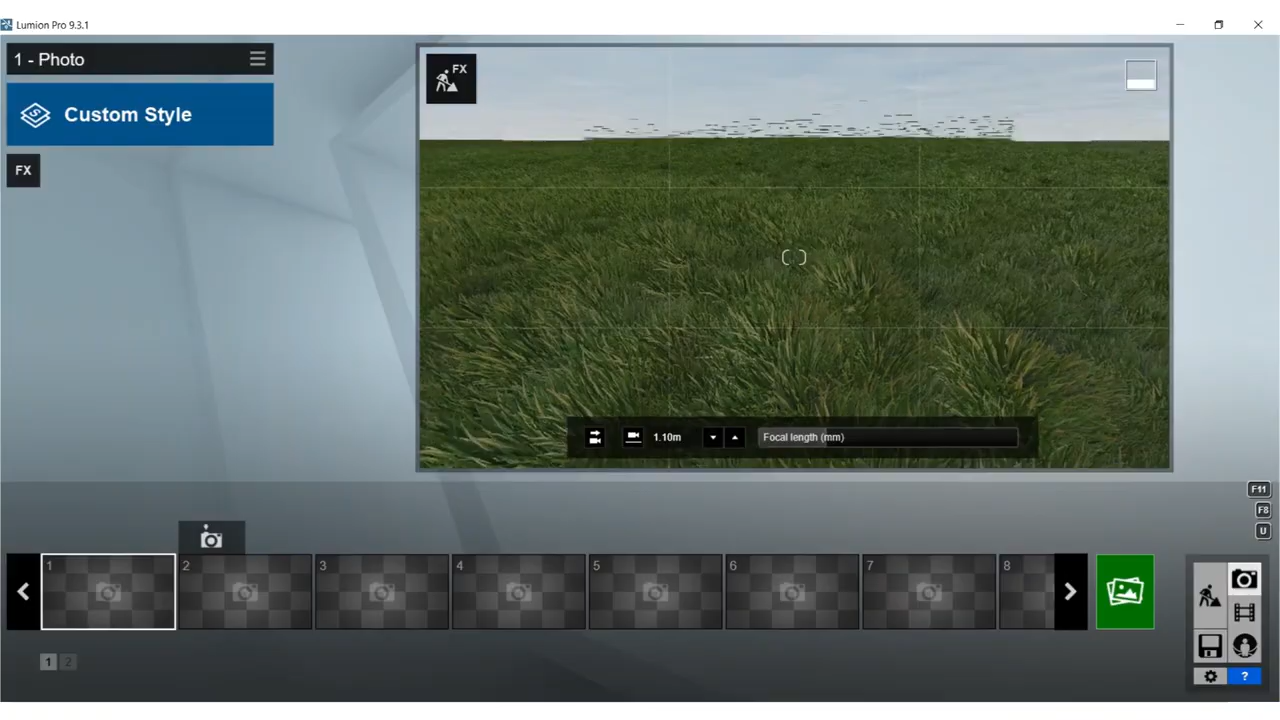 Lumion Pro 9.3.1
1 - Photo
FX
Custom Style
FX
1.10m
Focal length (mm)
F11
F8
U
1
2
3
4
5
6
7
8
1 2
?